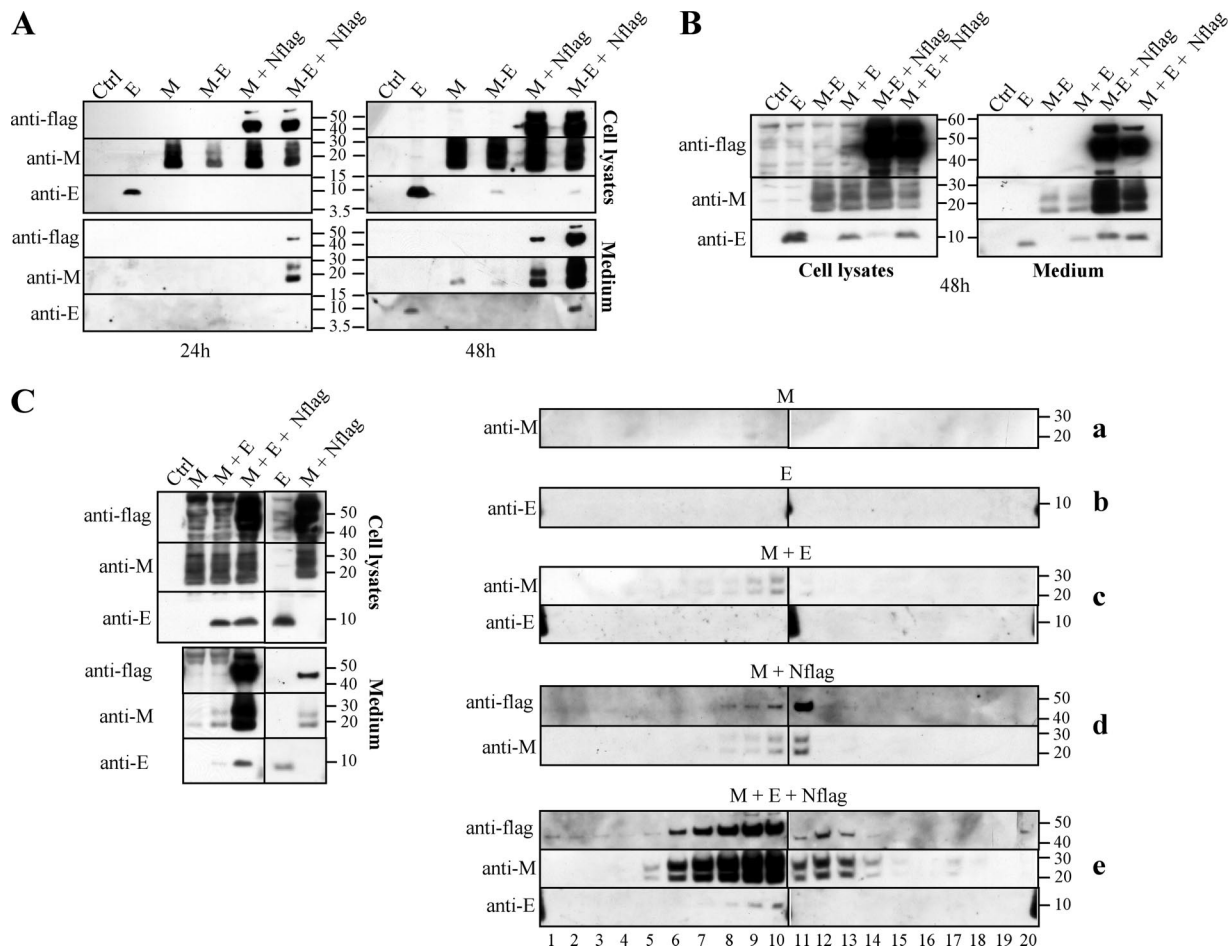 A
Ctrl E M M-E M + Nflag M-E + Nflag
Ctrl E M M-E M + Nflag M-E + Nflag
anti-flag 50 40
anti-M 30 20 15
anti-E 10 3.5
Cell lysates
anti-flag 50 40
anti-M 30 20 15
anti-E 15 10 3.5
Medium
24h 48h
B
Ctrl E M-E M + E M-E + Nflag M + E + Nflag
Ctrl E M-E M + E M-E + Nflag M + E + Nflag
anti-flag 60 50 40
anti-M 30 20
anti-E 10
Cell lysates Medium
48h
C
Ctrl M M + E M + E + Nflag E M + Nflag
anti-flag 50 40
anti-M 30 20
anti-E 10
Cell lysates
anti-flag 50 40
anti-M 30 20
anti-E 10
Medium
M
anti-M 30 20 a
E
anti-E 10 b
M + E
anti-M 30 20
c
anti-E 10
M + Nflag
anti-flag 50 40
d
anti-M 30 20
M + E + Nflag
anti-flag 50 40
anti-M 30 20 e
anti-E 10
1 2 3 4 5 6 7 8 9 10 11 12 13 14 15 16 17 18 19 20